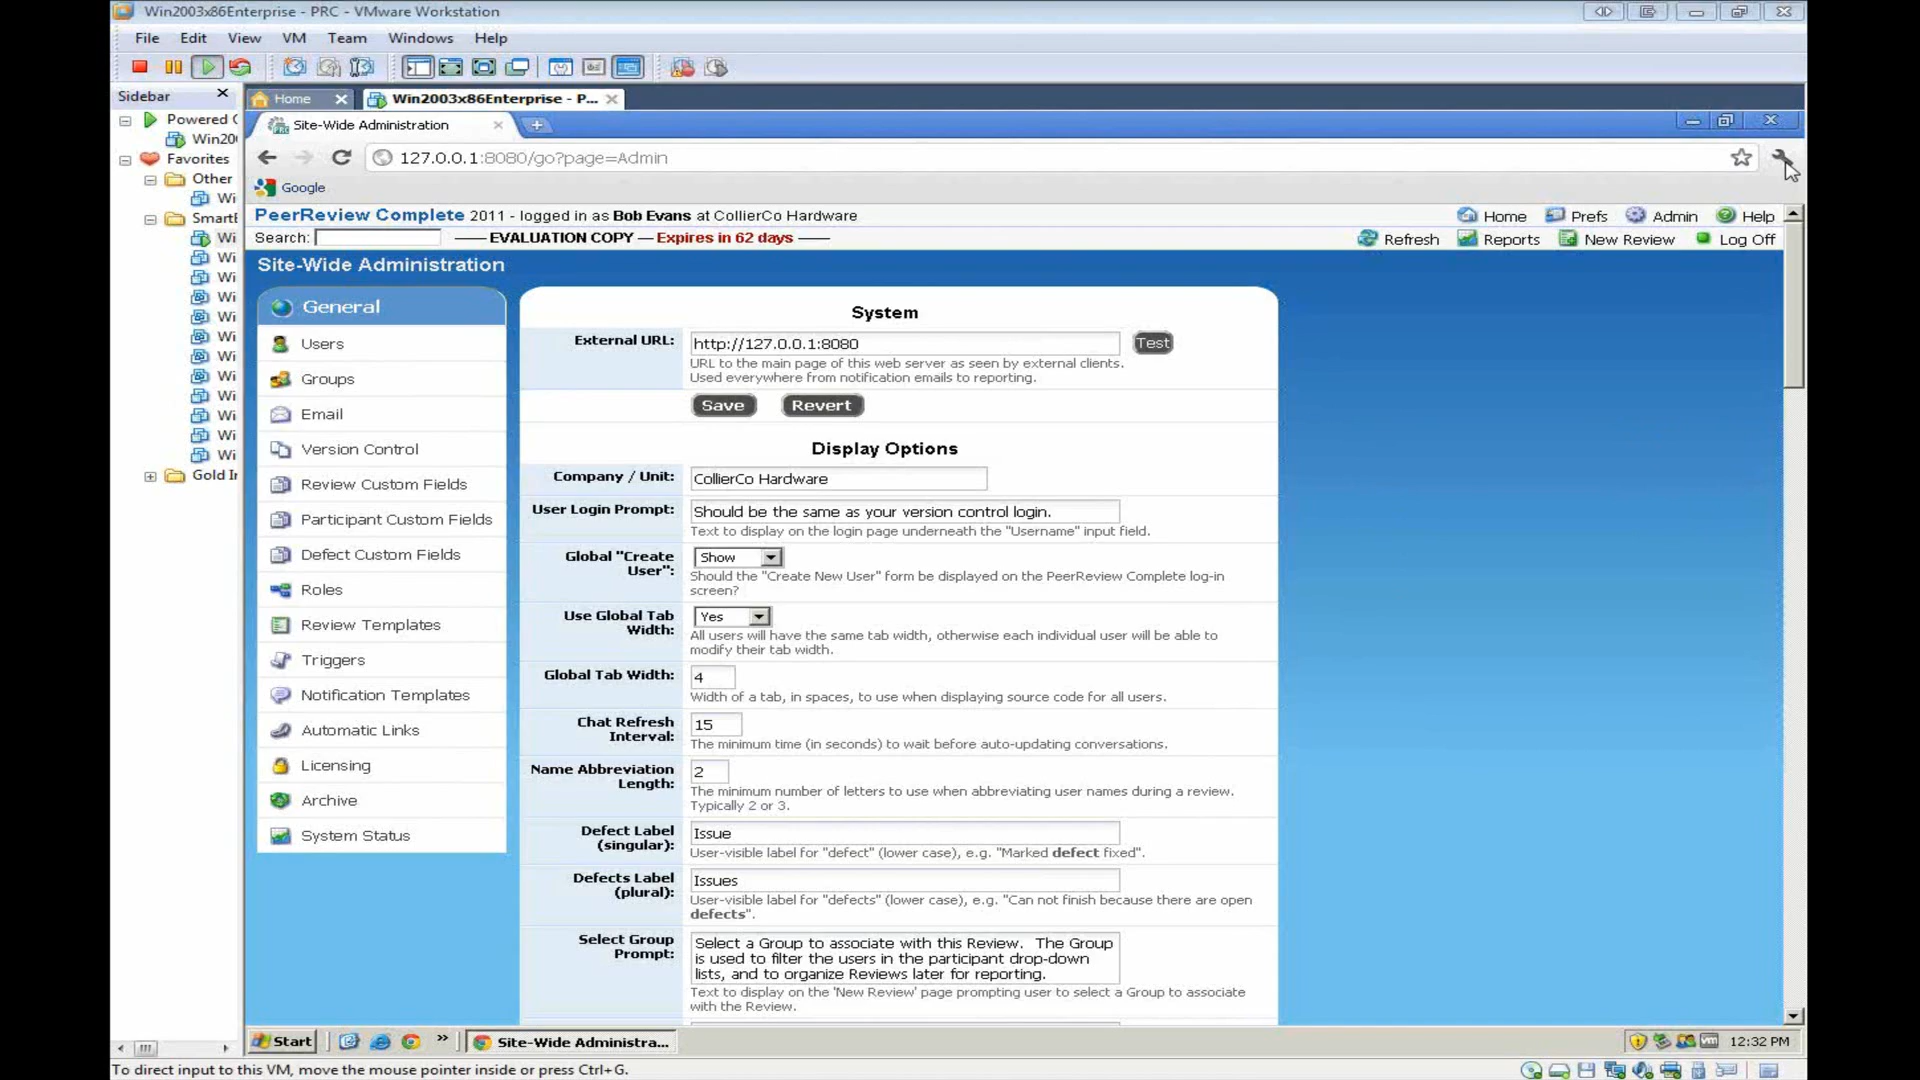 Win2003x86Enterprise - PRC - VMware Workstation
File Edit View VM Team Windows Help
Sidebar
Home
Win2003x86Enterprise - P...
Powered O
Win20
Favorites
Other
Wi
SmartB
Wi
Wi
Wi
Wi
Wi
Wi
Wi
Wi
Wi
Wi
Wi
Wi
Gold Ir
Site-Wide Administration
127.0.0.1:8080/go?page=Admin
Google
PeerReview Complete 2011 - logged in as Bob Evans at CollierCo Hardware
Home Prefs Admin Help
Search:
EVALUATION COPY — Expires in 62 days
Refresh Reports New Review Log Off
Site-Wide Administration
General
Users
Groups
Email
Version Control
Review Custom Fields
Participant Custom Fields
Defect Custom Fields
Roles
Review Templates
Triggers
Notification Templates
Automatic Links
Licensing
Archive
System Status
System
External URL: http://127.0.0.1:8080 Test
URL to the main page of this web server as seen by external clients.
Used everywhere from notification emails to reporting.
Save Revert
Display Options
Company / Unit: CollierCo Hardware
User Login Prompt: Should be the same as your version control login.
Text to display on the login page underneath the "Username" input field.
Global "Create
User": Show
Should the "Create New User" form be displayed on the PeerReview Complete log-in
screen?
Use Global Tab
Width: Yes
All users will have the same tab width, otherwise each individual user will be able to
modify their tab width.
Global Tab Width: 4
Width of a tab, in spaces, to use when displaying source code for all users.
Chat Refresh
Interval: 15
The minimum time (in seconds) to wait before auto-updating conversations.
Name Abbreviation
Length: 2
The minimum number of letters to use when abbreviating user names during a review.
Typically 2 or 3.
Defect Label
(singular): Issue
User-visible label for "defect" (lower case), e.g. "Marked defect fixed".
Defects Label
(plural): Issues
User-visible label for "defects" (lower case), e.g. "Can not finish because there are open
defects".
Select Group
Prompt:
Select a Group to associate with this Review. The Group
is used to filter the users in the participant drop-down
lists, and to organize Reviews later for reporting.
Text to display on the 'New Review' page prompting user to select a Group to associate
with the Review.
Start
Site-Wide Administra...
12:32 PM
To direct input to this VM, move the mouse pointer inside or press Ctrl+G.